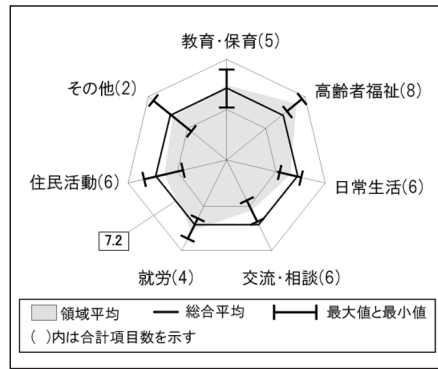 教育・保育(5)
その他(2)
高齢者福祉(8)
住民活動(6)
日常生活(6)
7.2
就労(4)
交流・相談(6)
領域平均 総合平均 最大値と最小値
( )内は合計項目数を示す